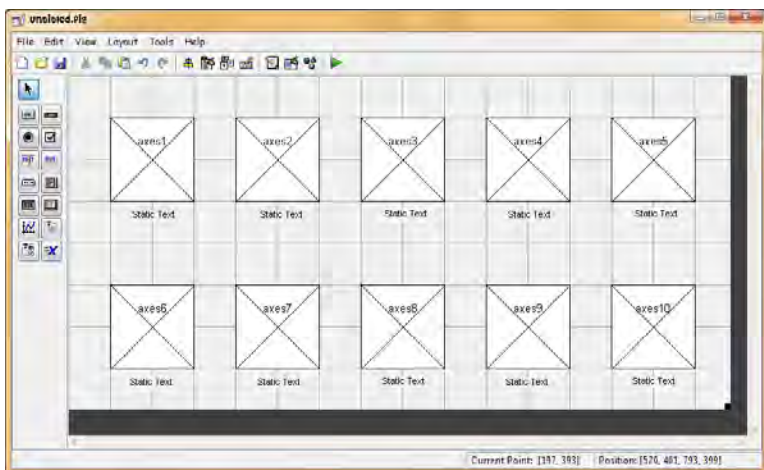 File Edit View Layout Tools Help
axes1 axes2 axes3 axes4 axes5
Static Text Static Text Static Text Static Text Static Text
axes6 axes7 axes8 axes9 axes10
Static Text Static Text Static Text Static Text Static Text
Current Point: [197, 393] Position: [520, 401, 793, 399]